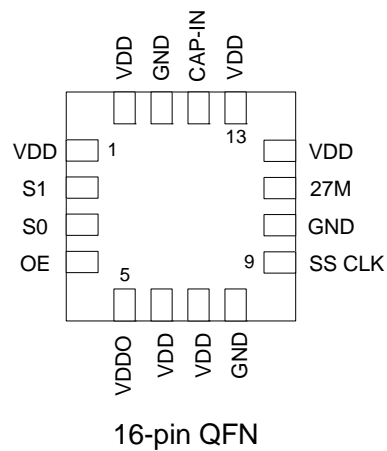 VDD
GND
CAP-IN
VDD
VDD 1 13 VDD
S1 27M
S0 GND
OE 5 9 SS CLK
VDDO
VDD
VDD
GND
16-pin QFN